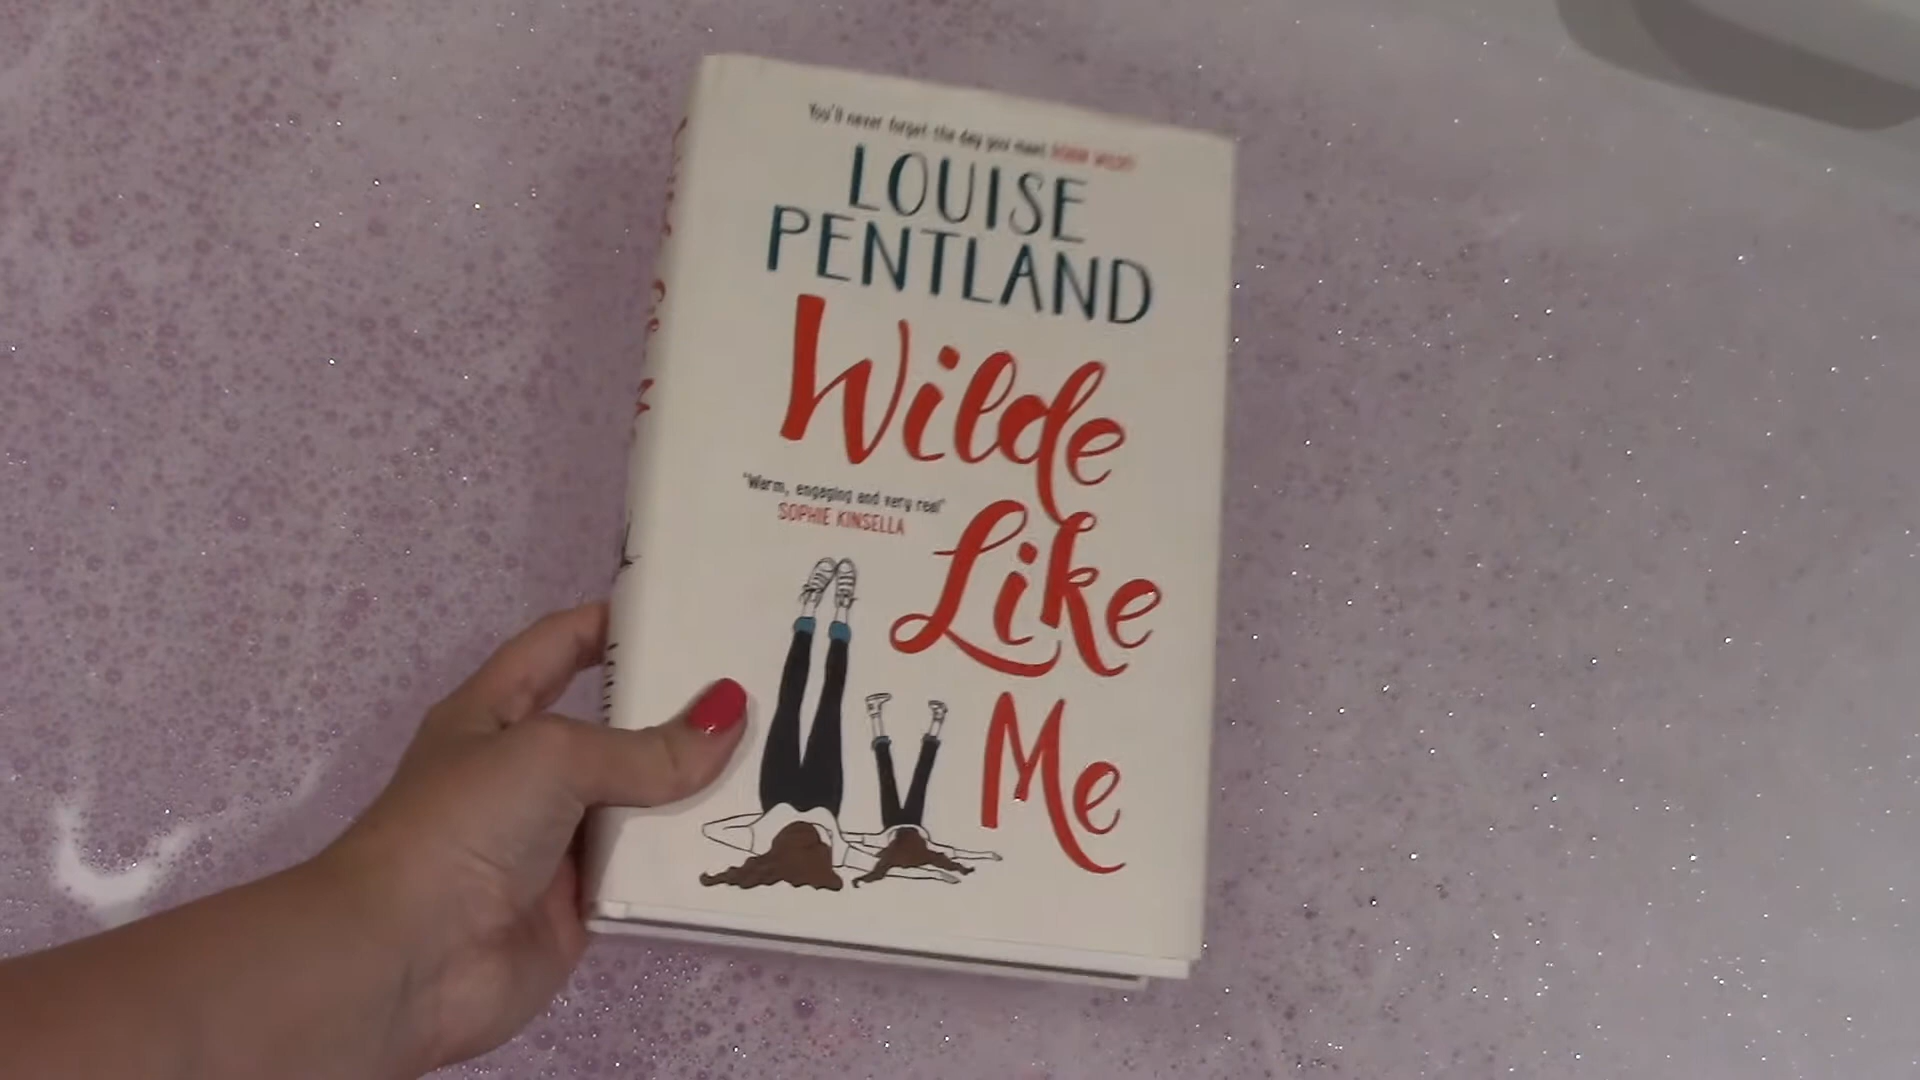 You'll never forget the day you meet ROBIN WILDE!
LOUISE
PENTLAND
Wilde
"Warm, engaging and very real"
SOPHIE KINSELLA
Like
Me